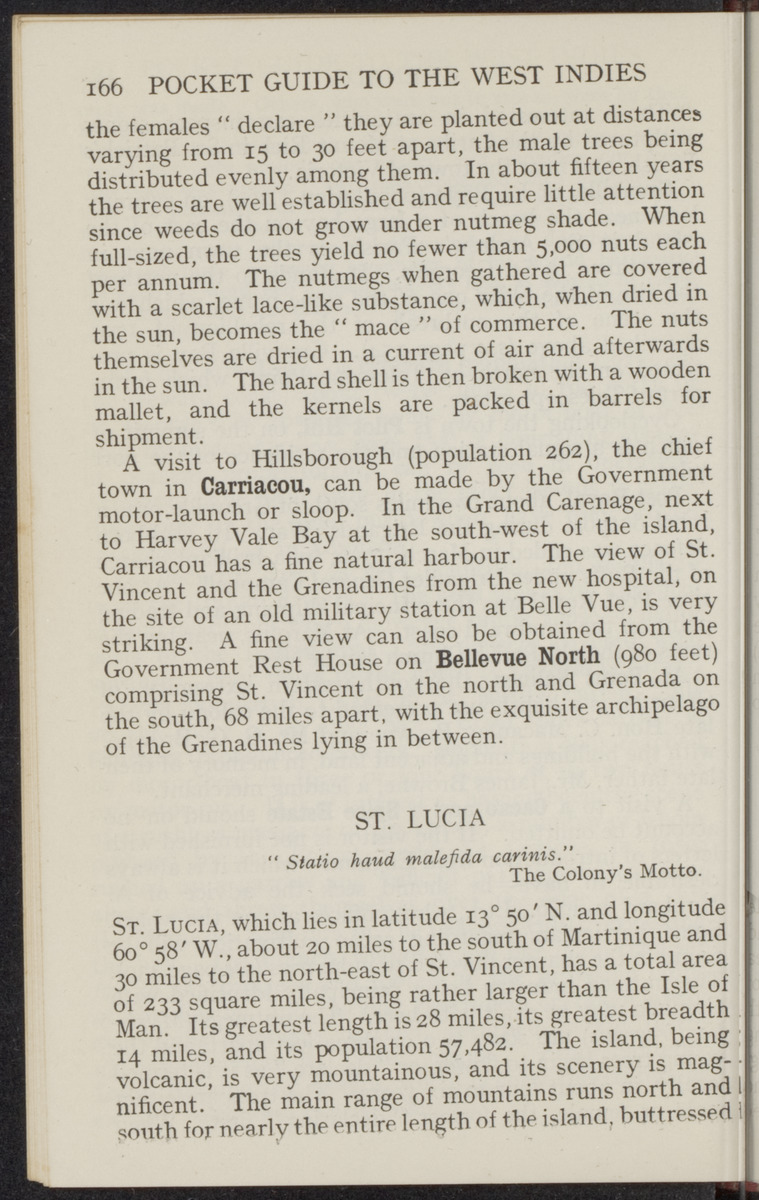 166 POCKET GUIDE TO THE WEST INDIES
the females “ declare ” they are planted out at distances
varying from 15 to 30 feet apart, the male trees being
distributed evenly among them. In about fifteen years
the trees are well established and require little attention
since weeds do not grow under nutmeg shade. When
full-sized, the trees yield no fewer than 5,000 nuts each
per annum. The nutmegs when gathered are covered
with a scarlet lace-like substance, which, when dried in
the sun, becomes the “ mace ” of commerce. The nuts
themselves are dried in a current of air and afterwards
in the sun. The hard shell is then broken with a wooden
mallet, and the kernels are packed in barrels for
shipment.
A visit to Hillsborough (population 262), the chief
town in Carriacou, can be made by the Government
motor-launch or sloop. In the Grand Carenage, next
to Harvey Vale Bay at the south-west of the island,
Carriacou has a fine natural harbour. The view of St.
Vincent and the Grenadines from the new hospital, on
the site of an old military station at Belle Vue, is very
striking. A fine view can also be obtained from the
Government Rest House on Bellevue North (980 feet)
comprising St. Vincent on the north and Grenada on
the south, 68 miles apart, with the exquisite archipelago
of the Grenadines lying in between.
ST. LUCIA
“ Statio haud malefida carinis.”
The Colony’s Motto.
ST. LUCIA, which lies in latitude 13° 50′ N. and longitude
60° 58′ W., about 20 miles to the south of Martinique and
30 miles to the north-east of St. Vincent, has a total area
of 233 square miles, being rather larger than the Isle of
Man. Its greatest length is 28 miles, its greatest breadth
14 miles, and its population 57,482. The island, being
volcanic, is very mountainous, and its scenery is mag-
nificent. The main range of mountains runs north and
south for nearly the entire length of the island, buttressed